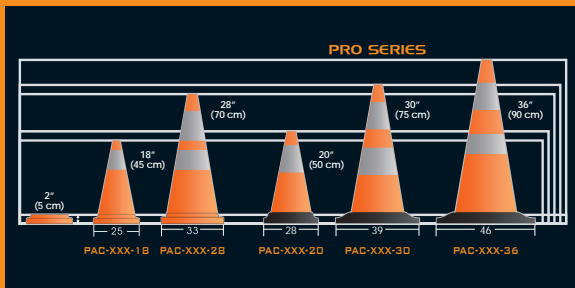 PRO SERIES
2"
(5 cm)
18"
(45 cm)
28"
(70 cm)
20"
(50 cm)
30"
(75 cm)
36"
(90 cm)
25
33
28
39
46
PAC-XXX-18
PAC-XXX-28
PAC-XXX-20
PAC-XXX-30
PAC-XXX-36